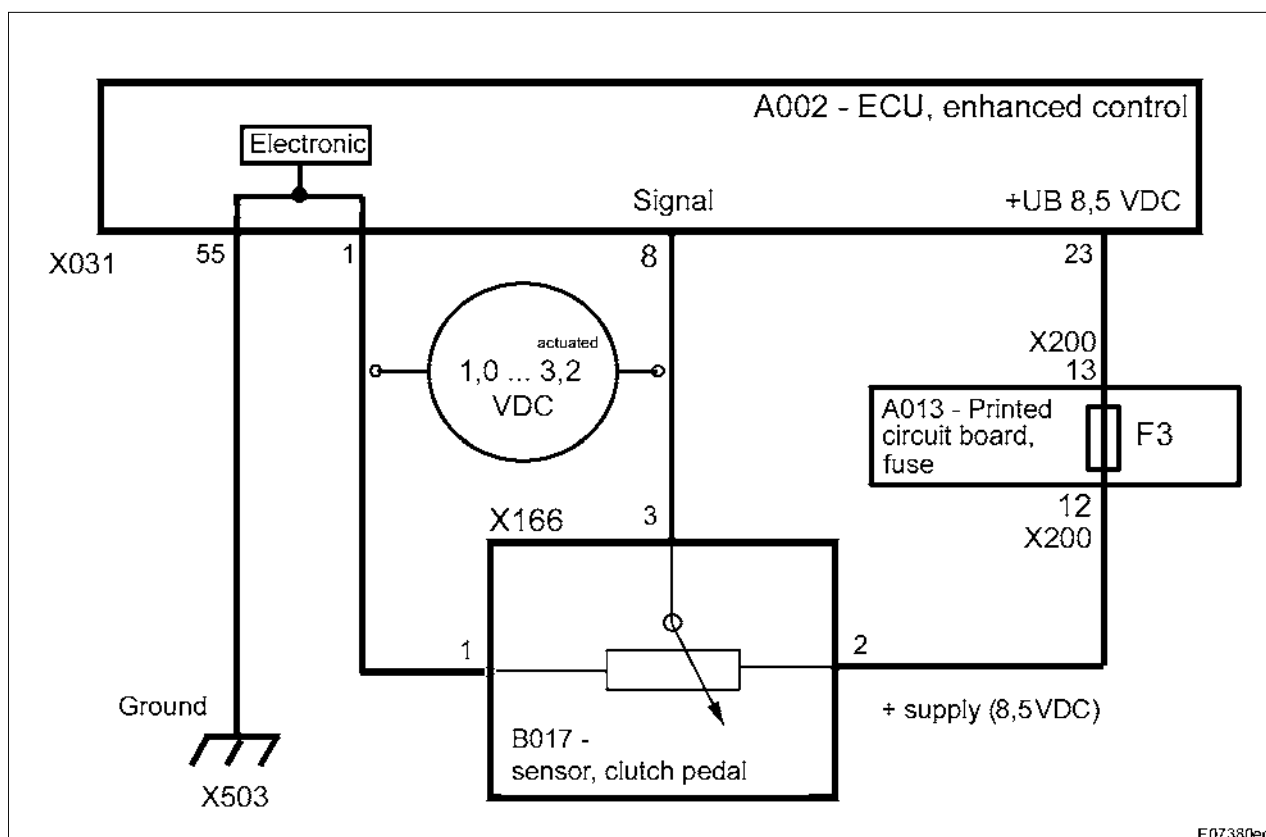 A002 - ECU, enhanced control
Electronic
Signal
+UB 8,5 VDC
X031
55
1
8
23
actuated
1,0 ... 3,2
VDC
X200
13
A013 - Printed
circuit board,
fuse
F3
12
X200
X166
3
1
2
+ supply (8,5VDC)
Ground
X503
B017 -
sensor, clutch pedal